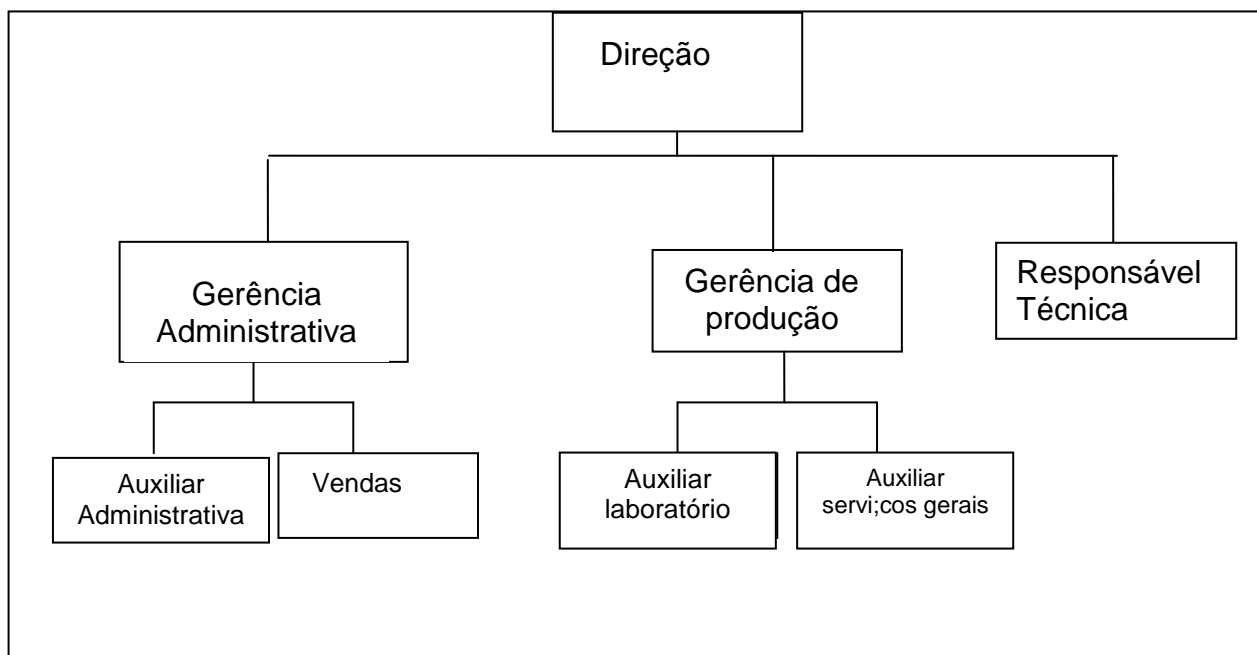 Direção
Gerência
Administrativa
Gerência de
produção
Responsável
Técnica
Auxiliar
Administrativa
Vendas
Auxiliar
laboratório
Auxiliar
servi;cos gerais